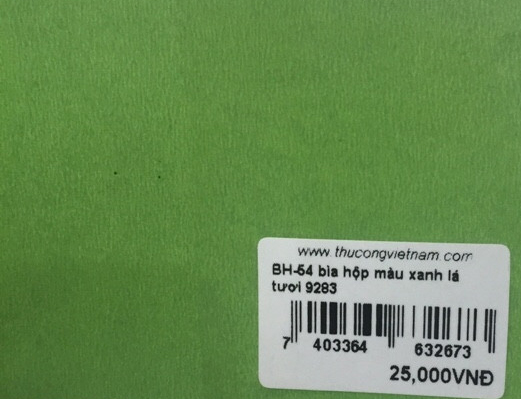 www.thucongvietnam.com
BH-54 bìa hộp màu xanh lá
tươi 9283
7 403364 632673
25,000VNĐ